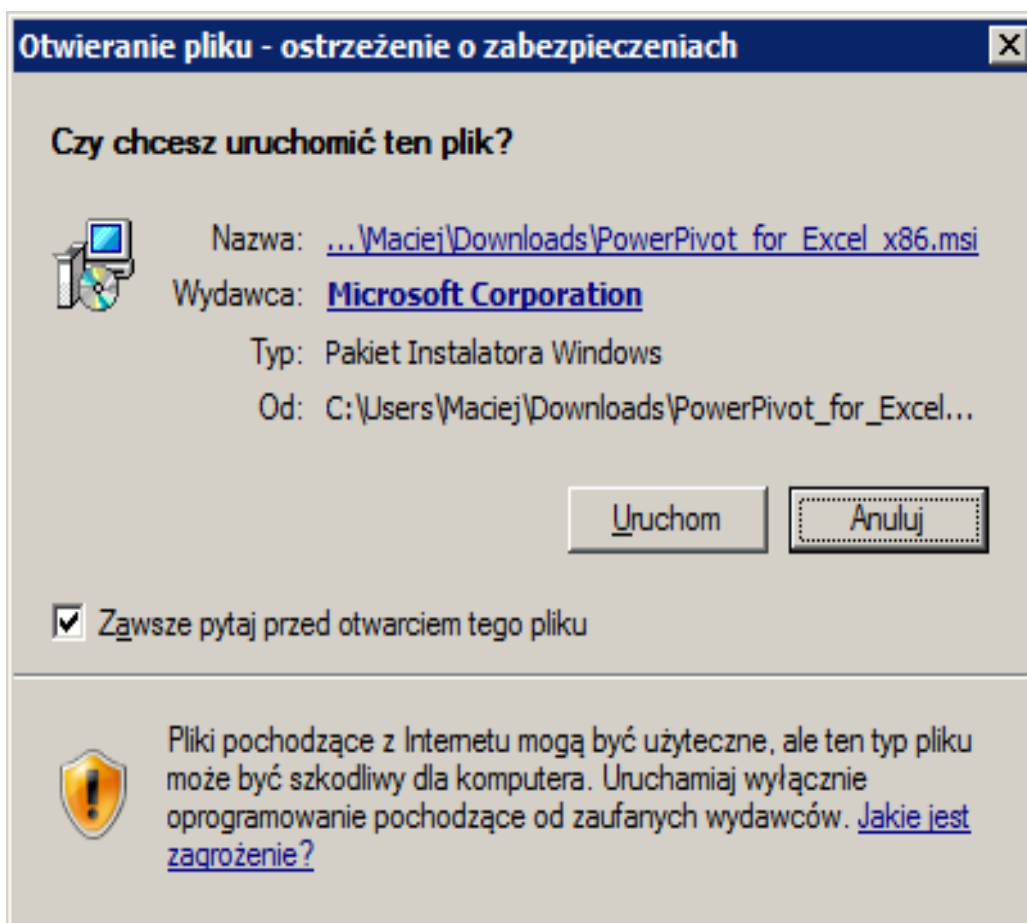 Otwieranie pliku - ostrzeżenie o zabezpieczeniach
Czy chcesz uruchomić ten plik?
Nazwa: ...\Maciej\Downloads\PowerPivot_for_Excel_x86.msi
Wydawca: Microsoft Corporation
Typ: Pakiet Instalatora Windows
Od: C:\Users\Maciej\Downloads\PowerPivot_for_Excel...
Uruchom Anuluj
Zawsze pytaj przed otwarciem tego pliku
Pliki pochodzące z Internetu mogą być użyteczne, ale ten typ pliku
może być szkodliwy dla komputera. Uruchamiaj wyłącznie
oprogramowanie pochodzące od zaufanych wydawców. Jakie jest
zagrożenie?